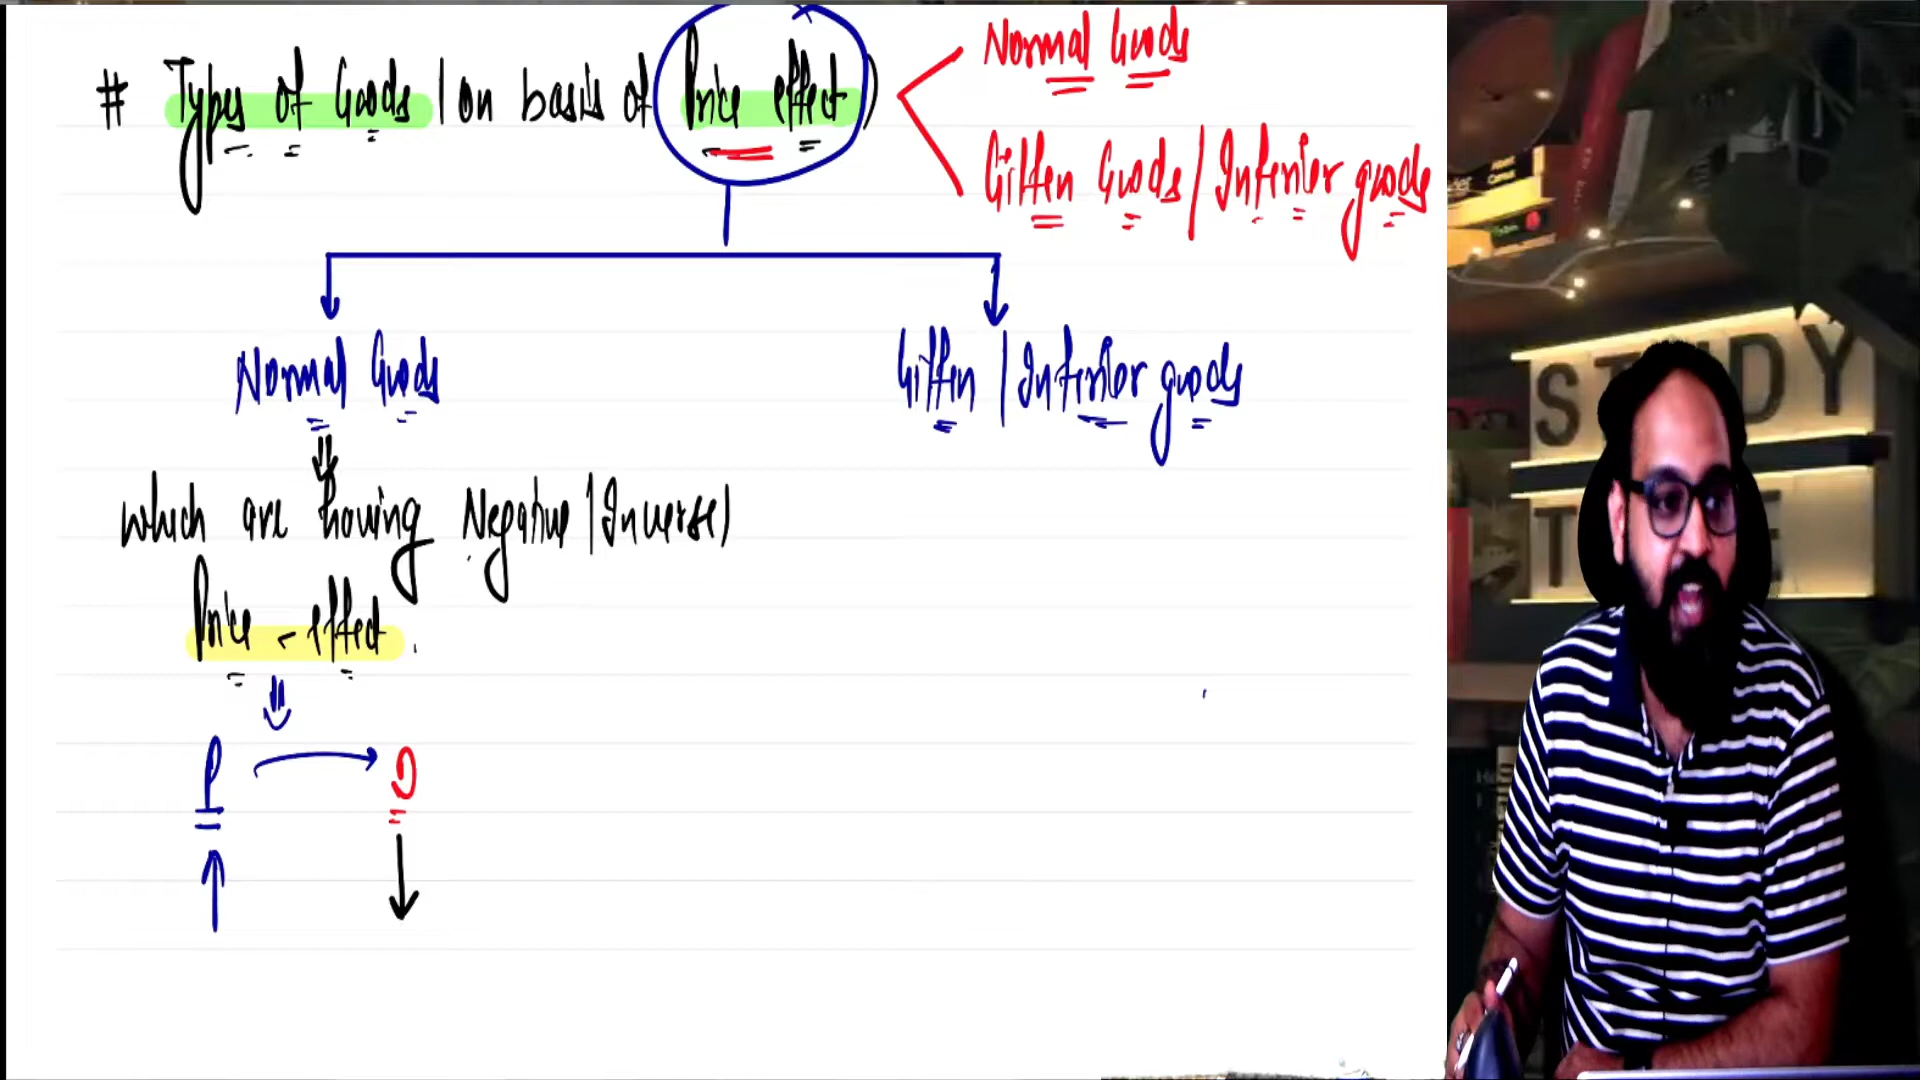 # Types of Goods (on basis of Price effect)
Normal Goods
Giffen Goods / Inferior goods
Normal Goods
Giffen / Inferior goods
which are having Negative (Inverse)
Price - effect.
P D
STUDY